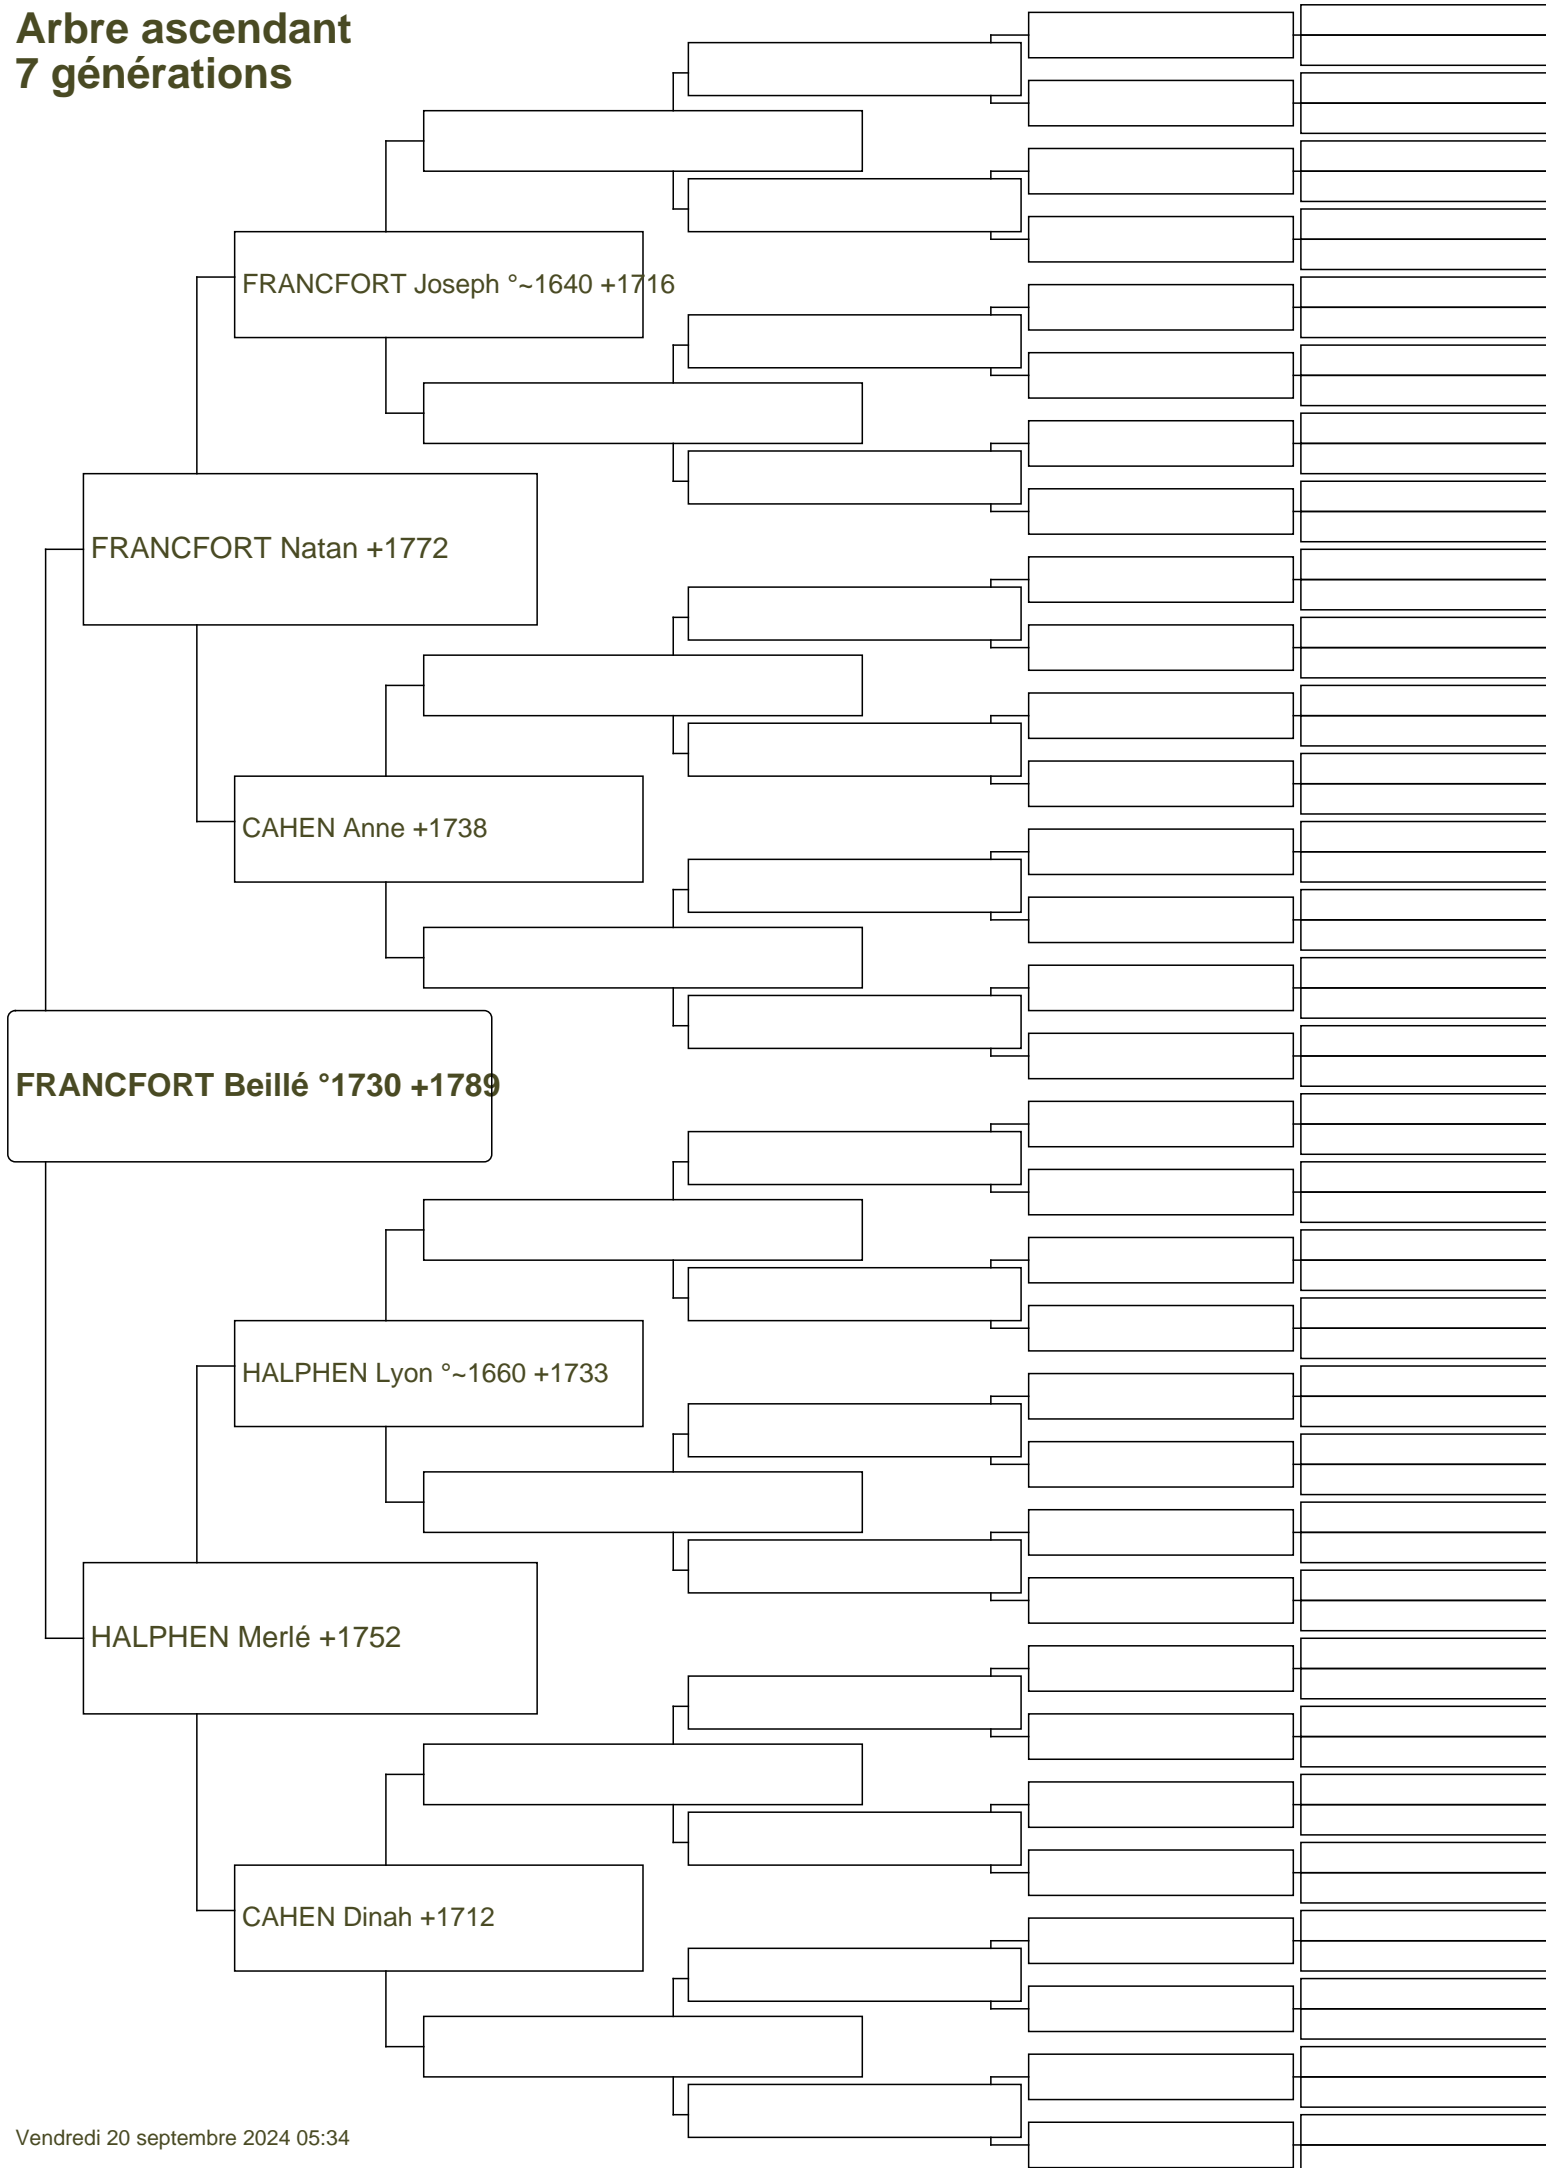 Arbre ascendant
7 générations
FRANCFORT Joseph °~1640 +1716
FRANCFORT Natan +1772
CAHEN Anne +1738
FRANCFORT Beillé °1730 +1789
HALPHEN Lyon °~1660 +1733
HALPHEN Merlé +1752
CAHEN Dinah +1712
Vendredi 20 septembre 2024 05:34